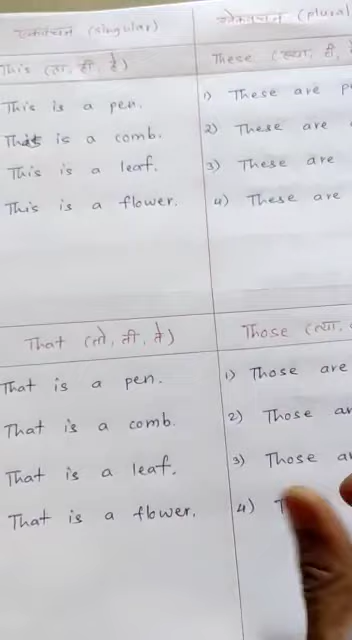 एकवचन (singular)
अनेकवचन (plural)
This (हा, ही, हे)
These (ह्या, ही,
This is a pen.
1) These are
This is a comb.
2) These are
This is a leaf.
3) These are
This is a flower.
4) These are
That (तो, ती, ते)
Those (त्या,
That is a pen.
1) Those are
That is a comb.
2) Those
That is a leaf.
3) Those
That is a flower.
4)